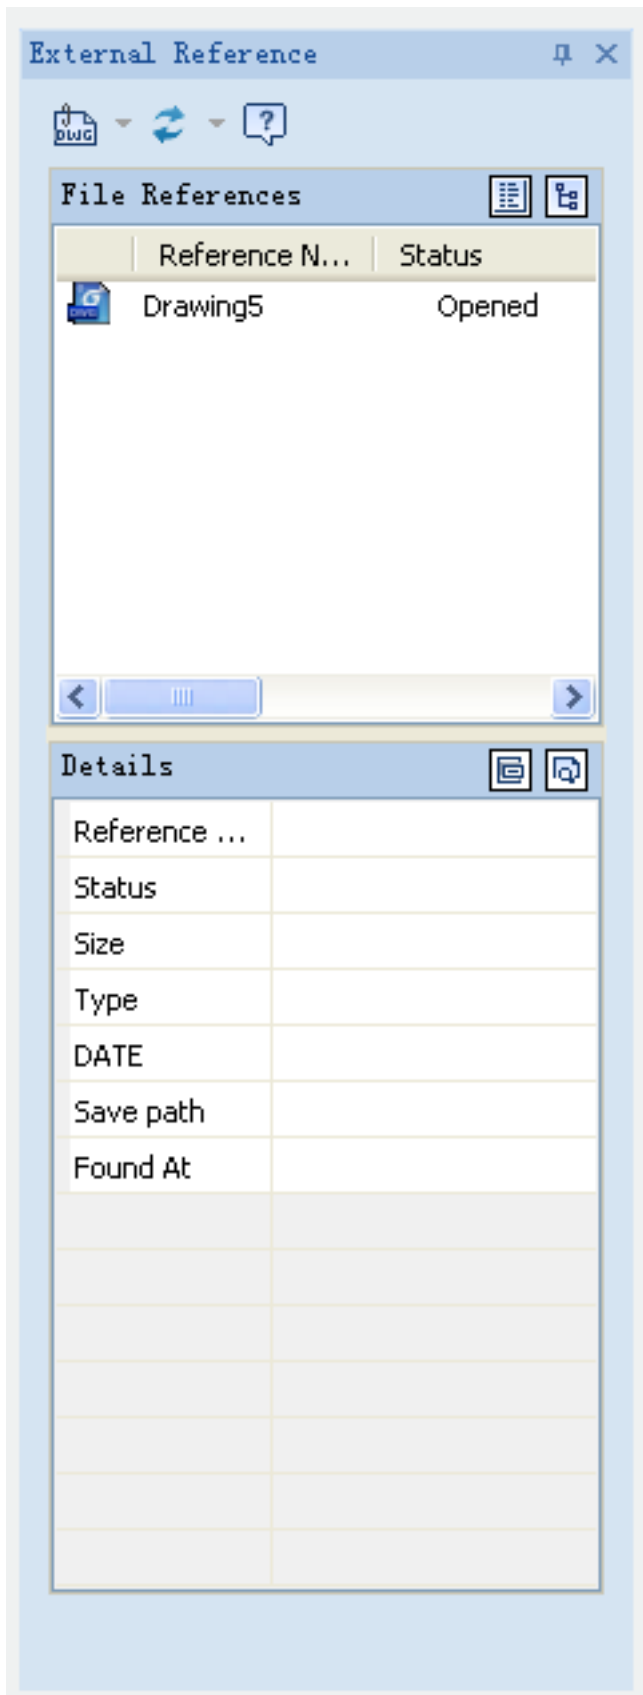 External Reference
DWG
File References
Reference N... Status
Drawing5 Opened
Details
Reference ...
Status
Size
Type
DATE
Save path
Found At